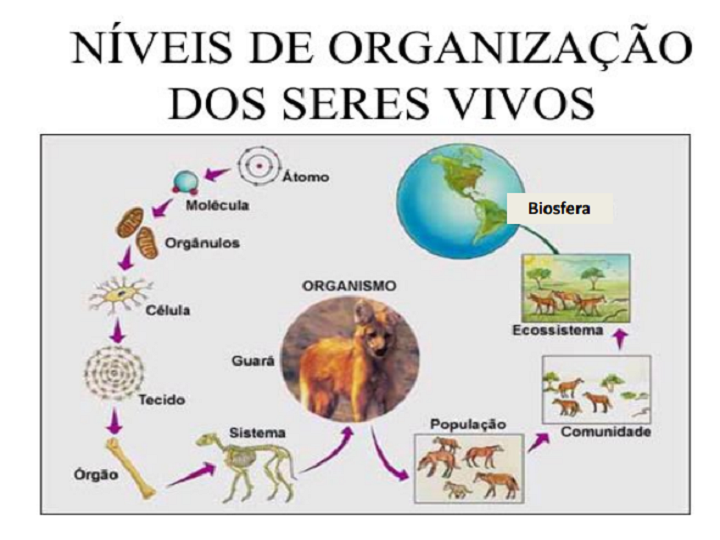 NÍVEIS DE ORGANIZAÇÃO
DOS SERES VIVOS
Átomo
Molécula
Orgânulos
Célula
Tecido
Órgão
Sistema
ORGANISMO
Guará
População
Comunidade
Ecossistema
Biosfera